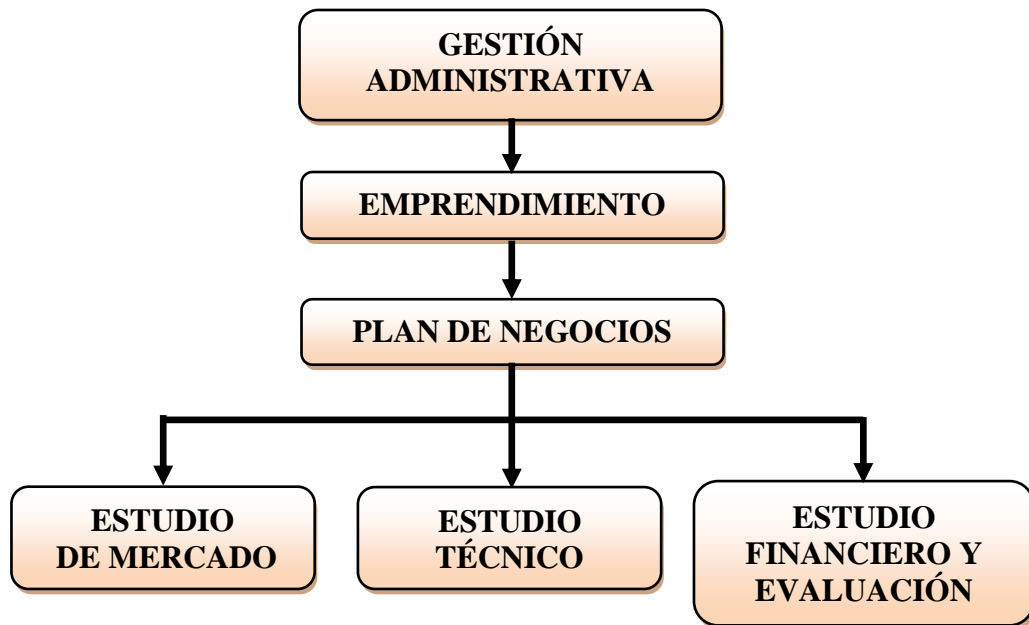 GESTIÓN
ADMINISTRATIVA
EMPRENDIMIENTO
PLAN DE NEGOCIOS
ESTUDIO
DE MERCADO
ESTUDIO
TÉCNICO
ESTUDIO
FINANCIERO Y
EVALUACIÓN